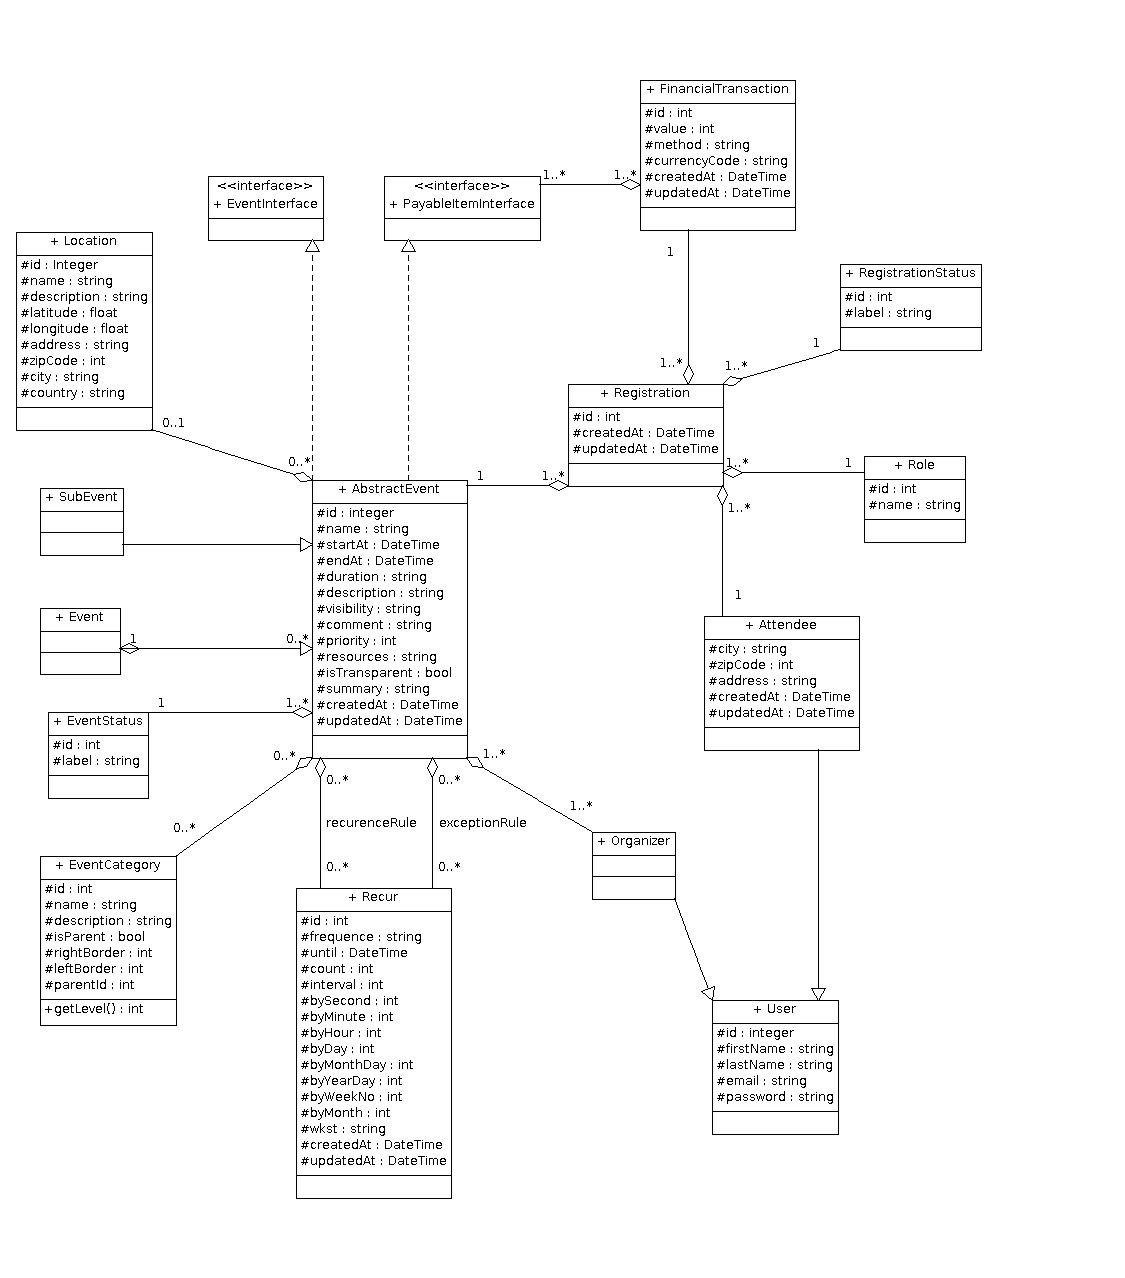 + FinancialTransaction
#id : int
#value : int
#method : string
#currencyCode : string
#createdAt : DateTime
#updatedAt : DateTime
<<interface>>
+ EventInterface
<<interface>>
+ PayableItemInterface
1..*
1..*
+ Location
#id : Integer
#name : string
#description : string
#latitude : float
#longitude : float
#address : string
#zipCode : int
#city : string
#country : string
1
1..*
+ RegistrationStatus
#id : int
#label : string
1
1..*
+ Registration
#id : int
#createdAt : DateTime
#updatedAt : DateTime
0..1
0..*
1
1..*
1..*
1
+ Role
#id : int
#name : string
1..*
1
+ SubEvent
+ AbstractEvent
#id : integer
#name : string
#startAt : DateTime
#endAt : DateTime
#duration : string
#description : string
#visibility : string
#comment : string
#priority : int
#resources : string
#isTransparent : bool
#summary : string
#createdAt : DateTime
#updatedAt : DateTime
+ Event
1
0..*
+ Attendee
#city : string
#zipCode : int
#address : string
#createdAt : DateTime
#updatedAt : DateTime
1
1..*
+ EventStatus
#id : int
#label : string
0..*
0..*
0..*
0..*
1..*
1..*
recurenceRule
exceptionRule
0..*
0..*
+ Organizer
+ EventCategory
#id : int
#name : string
#description : string
#isParent : bool
#rightBorder : int
#leftBorder : int
#parentId : int
+getLevel() : int
+ Recur
#id : int
#frequence : string
#until : DateTime
#count : int
#interval : int
#bySecond : int
#byMinute : int
#byHour : int
#byDay : int
#byMonthDay : int
#byYearDay : int
#byWeekNo : int
#byMonth : int
#wkst : string
#createdAt : DateTime
#updatedAt : DateTime
+ User
#id : integer
#firstName : string
#lastName : string
#email : string
#password : string